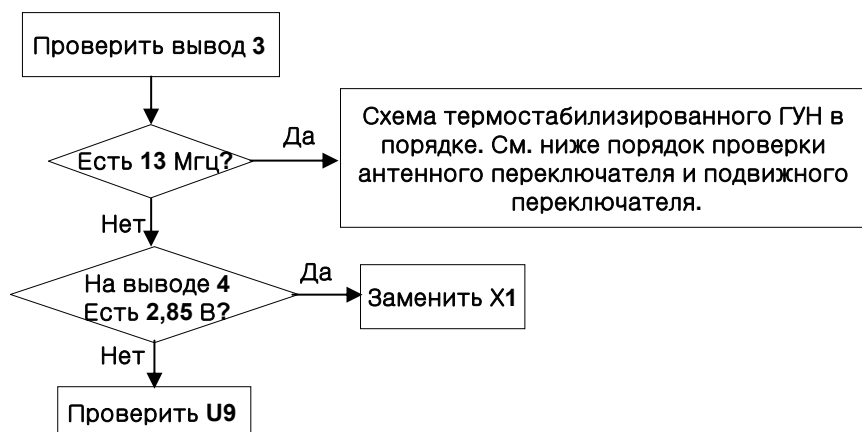 Проверить вывод 3
Есть 13 Мгц?
Да
Схема термостабилизированного ГУН в
порядке. См. ниже порядок проверки
антенного переключателя и подвижного
переключателя.
Нет
На выводе 4
Есть 2,85 В?
Да
Заменить X1
Нет
Проверить U9